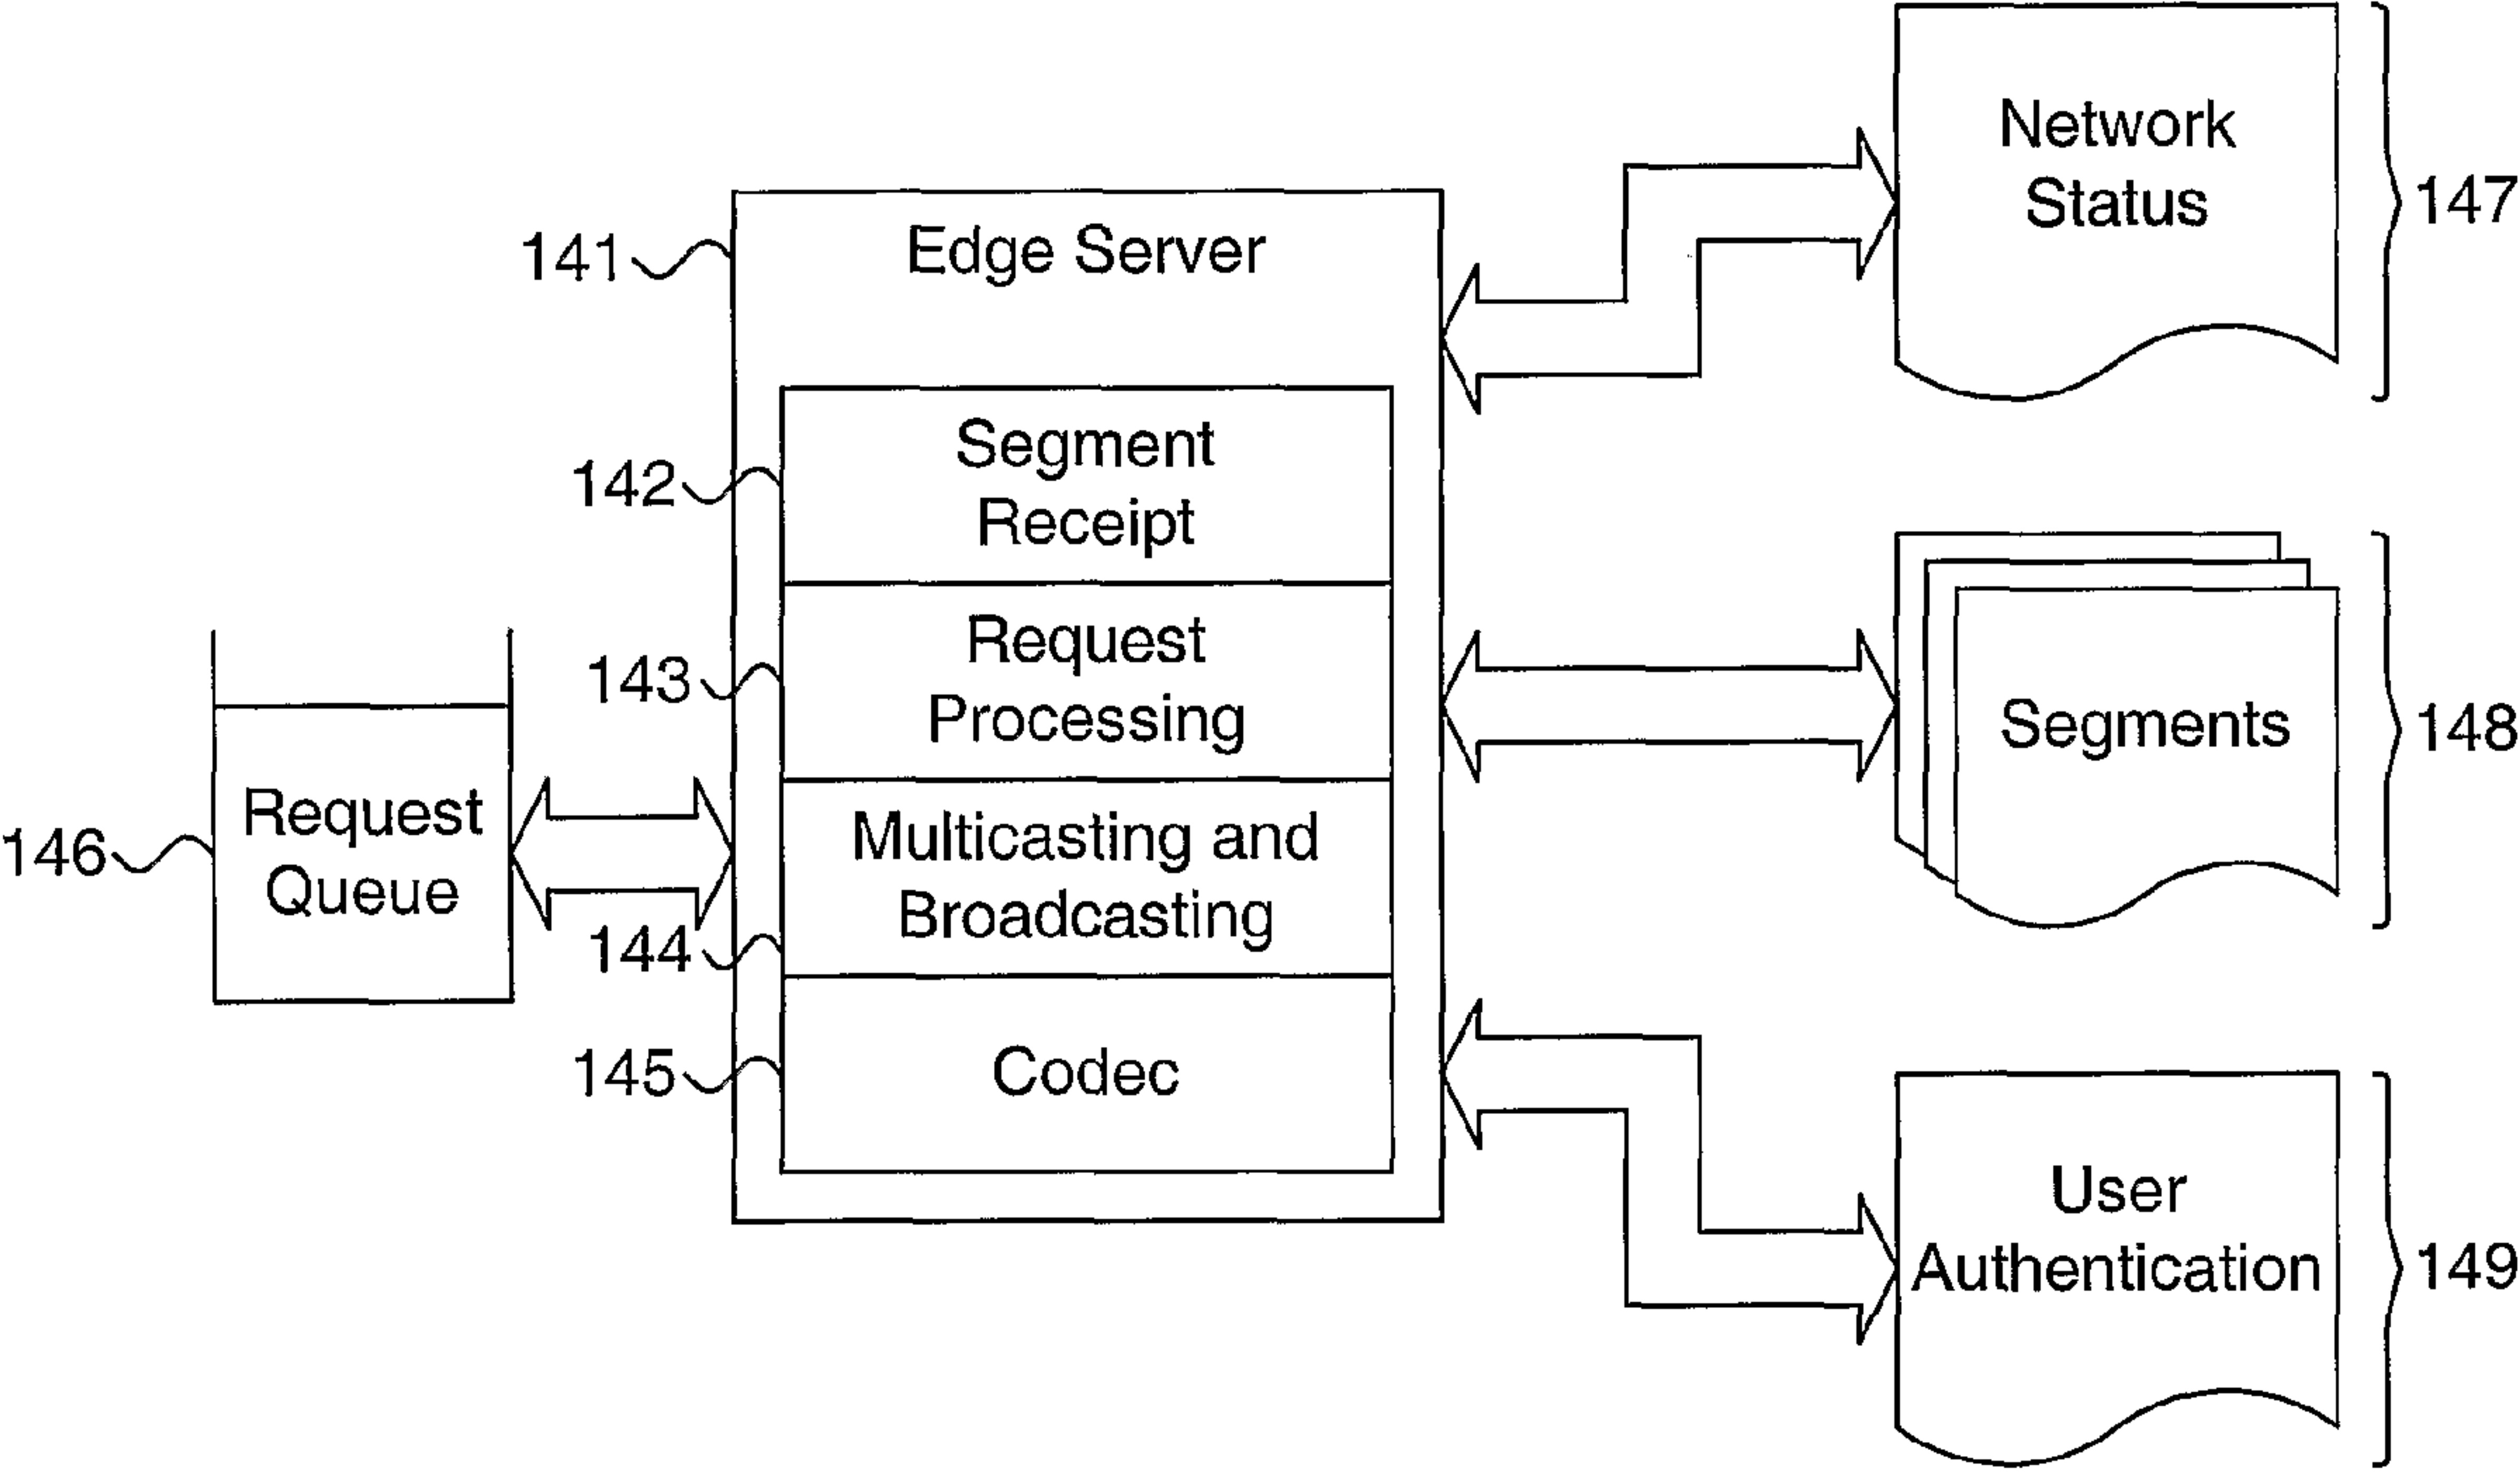 Network
Status
147
141
Edge Server
142
Segment
Receipt
143
Request
Processing
Segments
148
146
Request
Queue
Multicasting and
Broadcasting
144
145
Codec
User
Authentication
149